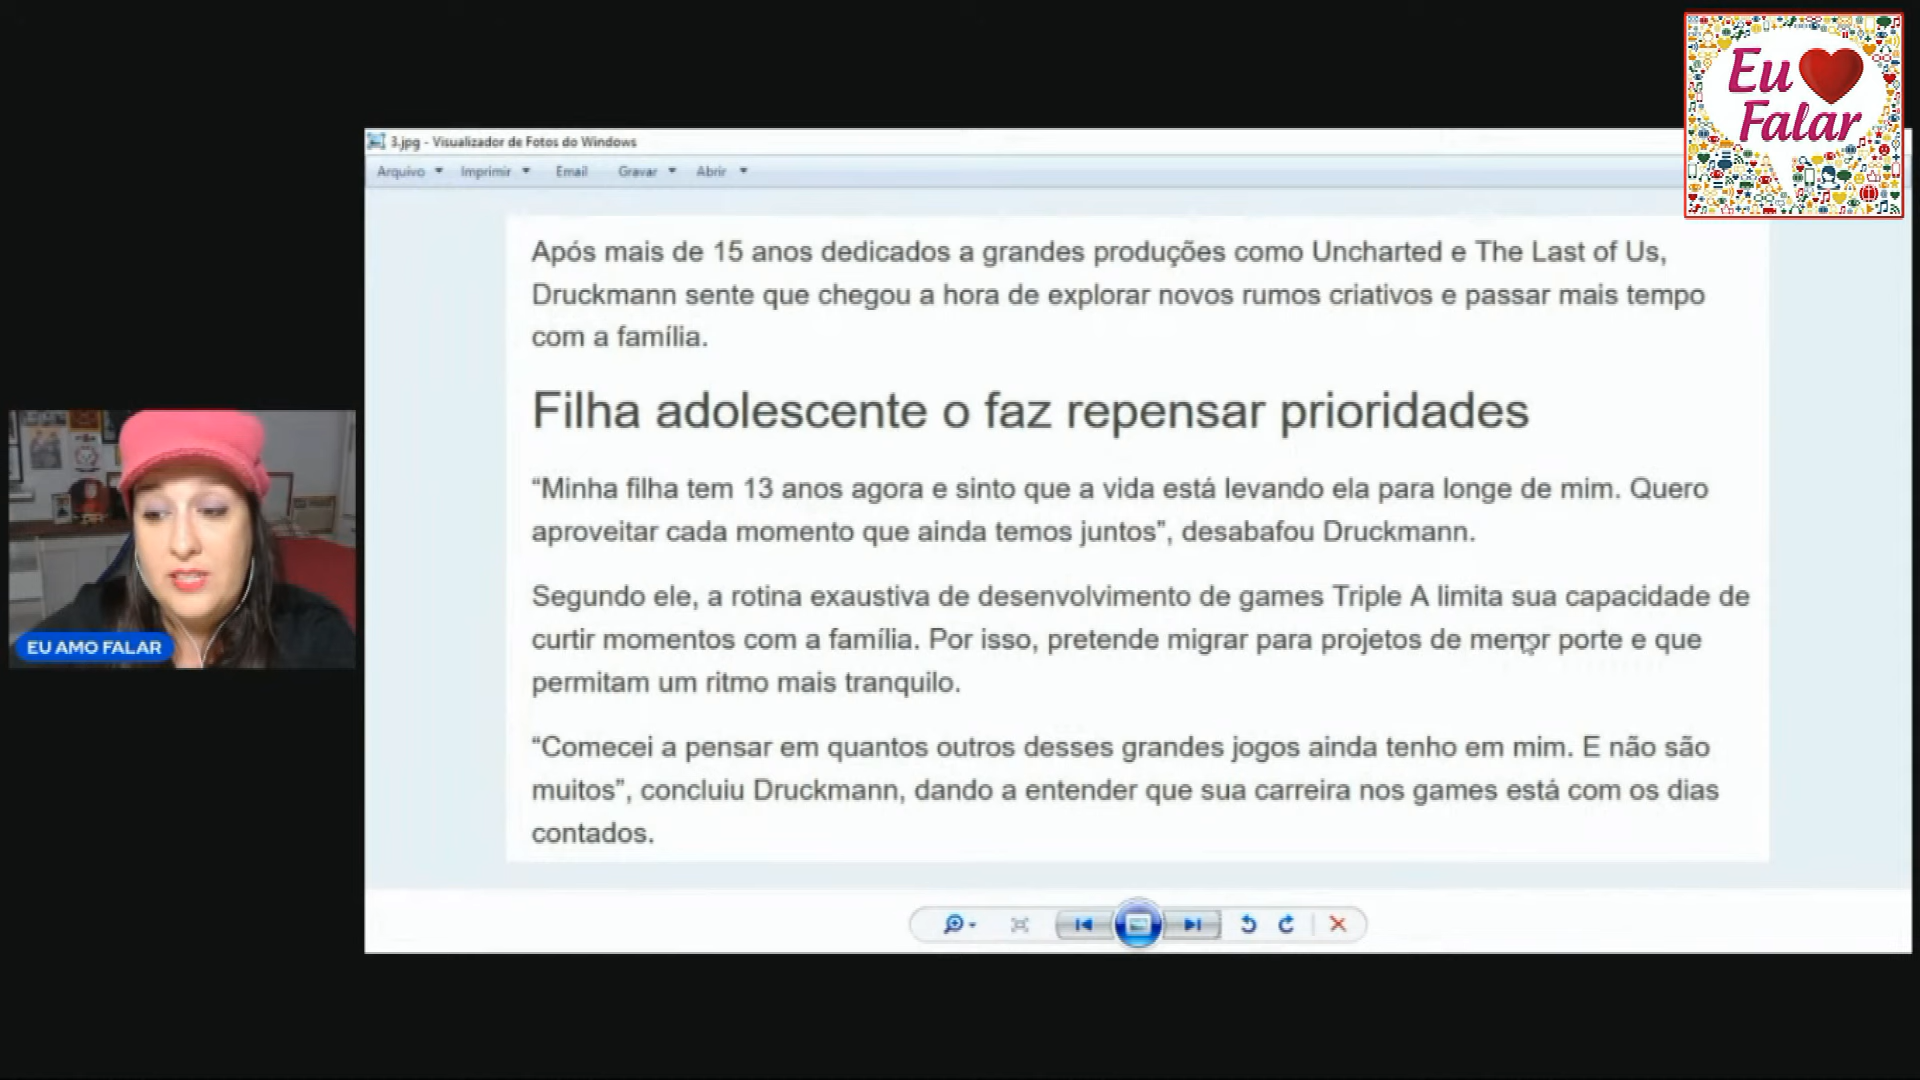 Eu
Falar
3.jpg - Visualizador de Fotos do Windows
Arquivo Imprimir Email Gravar Abrir
Após mais de 15 anos dedicados a grandes produções como Uncharted e The Last of Us,
Druckmann sente que chegou a hora de explorar novos rumos criativos e passar mais tempo
com a família.
Filha adolescente o faz repensar prioridades
“Minha filha tem 13 anos agora e sinto que a vida está levando ela para longe de mim. Quero
aproveitar cada momento que ainda temos juntos”, desabafou Druckmann.
Segundo ele, a rotina exaustiva de desenvolvimento de games Triple A limita sua capacidade de
curtir momentos com a família. Por isso, pretende migrar para projetos de menor porte e que
permitam um ritmo mais tranquilo.
“Comecei a pensar em quantos outros desses grandes jogos ainda tenho em mim. E não são
muitos”, concluiu Druckmann, dando a entender que sua carreira nos games está com os dias
contados.
EU AMO FALAR